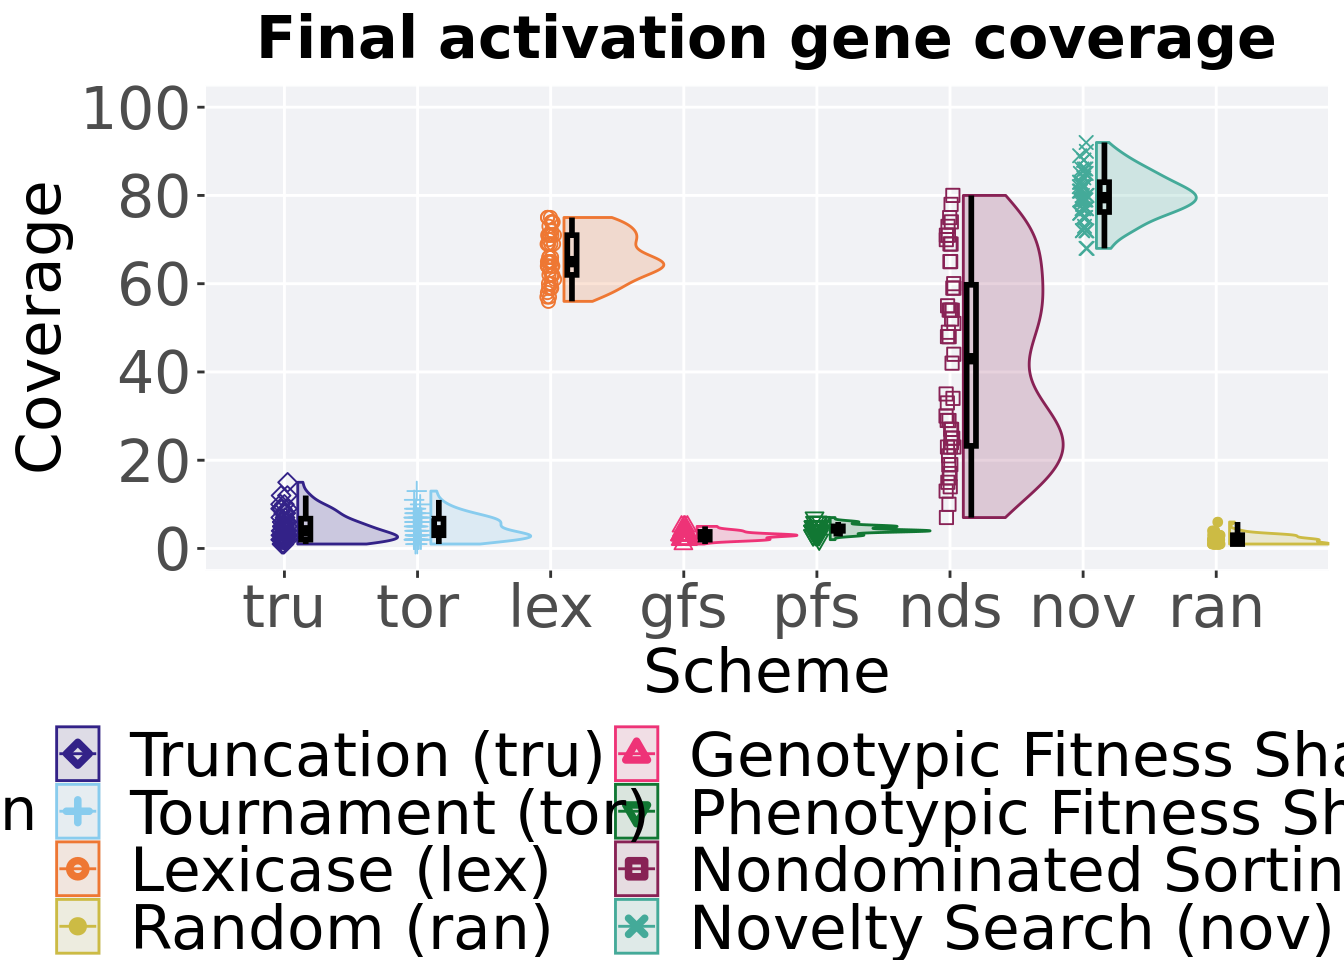 Final activation gene coverage
100
80
60
40
20
0
Coverage
tru tor lex gfs pfs nds nov ran
Scheme
Truncation (tru) Genotypic Fitness Sha
n Tournament (tor) Phenotypic Fitness Sh
Lexicase (lex) Nondominated Sortin
Random (ran) Novelty Search (nov)